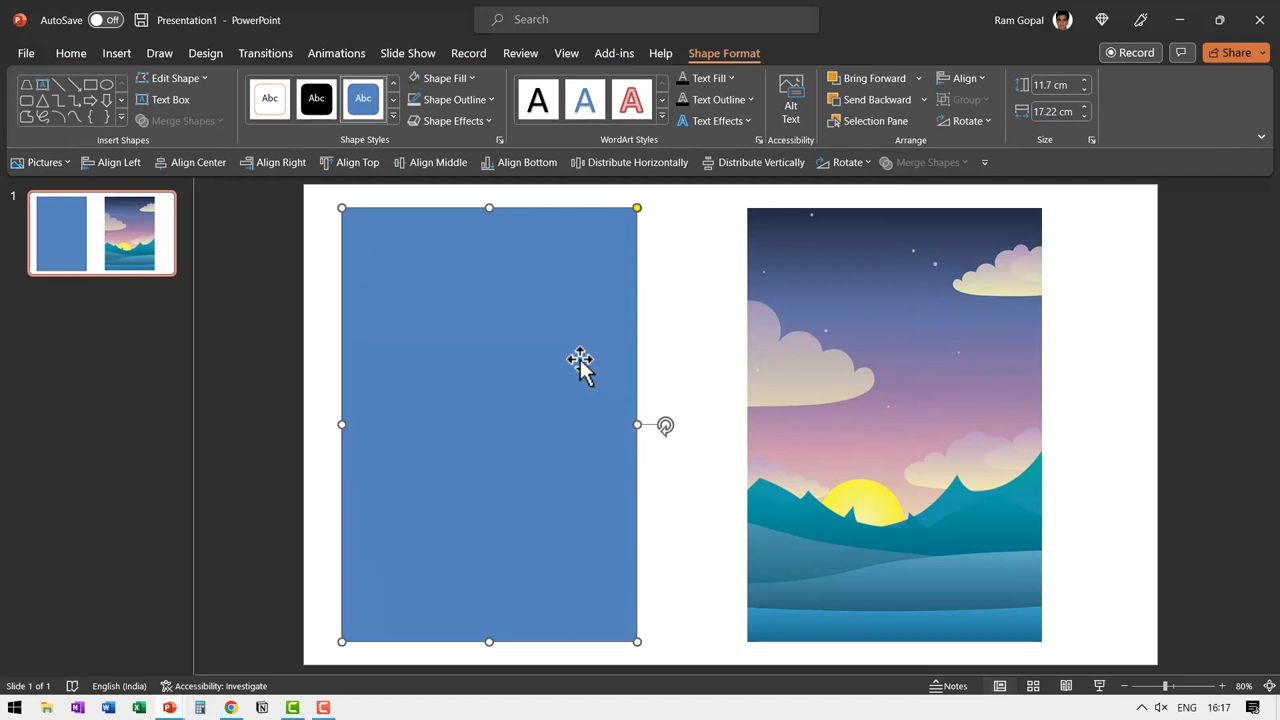 AutoSave Off Presentation1 - PowerPoint Search Ram Gopal
File Home Insert Draw Design Transitions Animations Slide Show Record Review View Add-ins Help Shape Format Record Share
Edit Shape
Text Box
Merge Shapes
Insert Shapes
Abc Abc Abc
Shape Fill
Shape Outline
Shape Effects
Shape Styles
A A A
Text Fill
Text Outline
Text Effects
WordArt Styles
Alt
Text
Accessibility
Bring Forward
Send Backward
Selection Pane
Align
Group
Rotate
Arrange
11.7 cm
17.22 cm
Size
Pictures Align Left Align Center Align Right Align Top Align Middle Align Bottom Distribute Horizontally Distribute Vertically Rotate Merge Shapes
1
Slide 1 of 1 English (India) Accessibility: Investigate Notes 80%
ENG 16:17